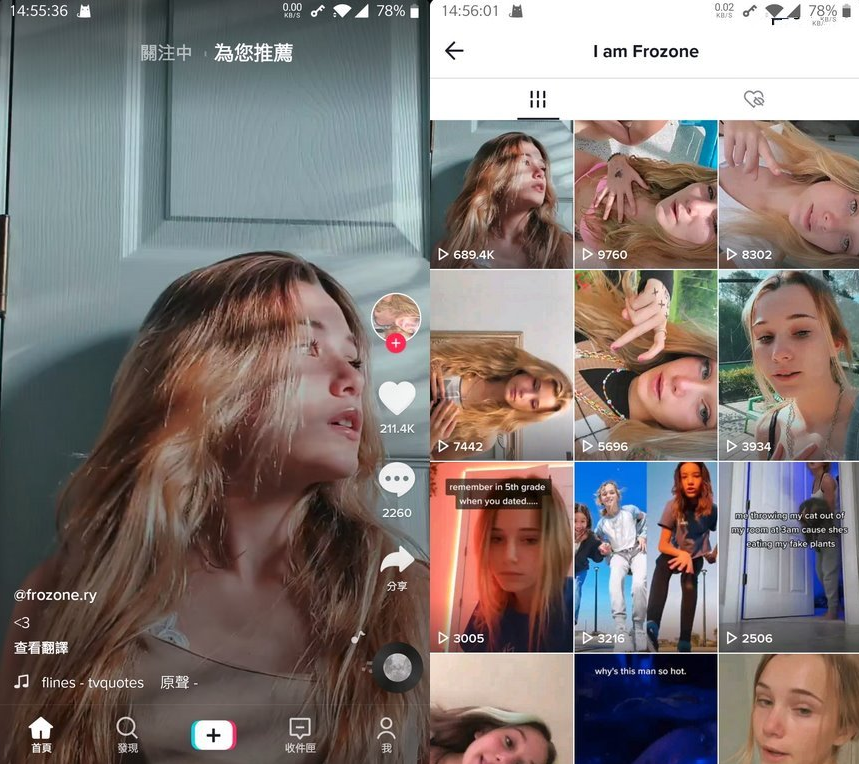 14:55:36
0.00
KB/S
78%
關注中
為您推薦
211.4K
2260
分享
@frozone.ry
<3
查看翻譯
flines - tvquotes 原聲 -
首頁
發現
收件匣
我
14:56:01
0.02
KB/S
78%
I am Frozone
689.4K
9760
8302
7442
5696
3934
remember in 5th grade
when you dated.....
3005
3216
me throwing my cat out of
my room at 3am cause shes
eating my fake plants
2506
why's this man so hot.